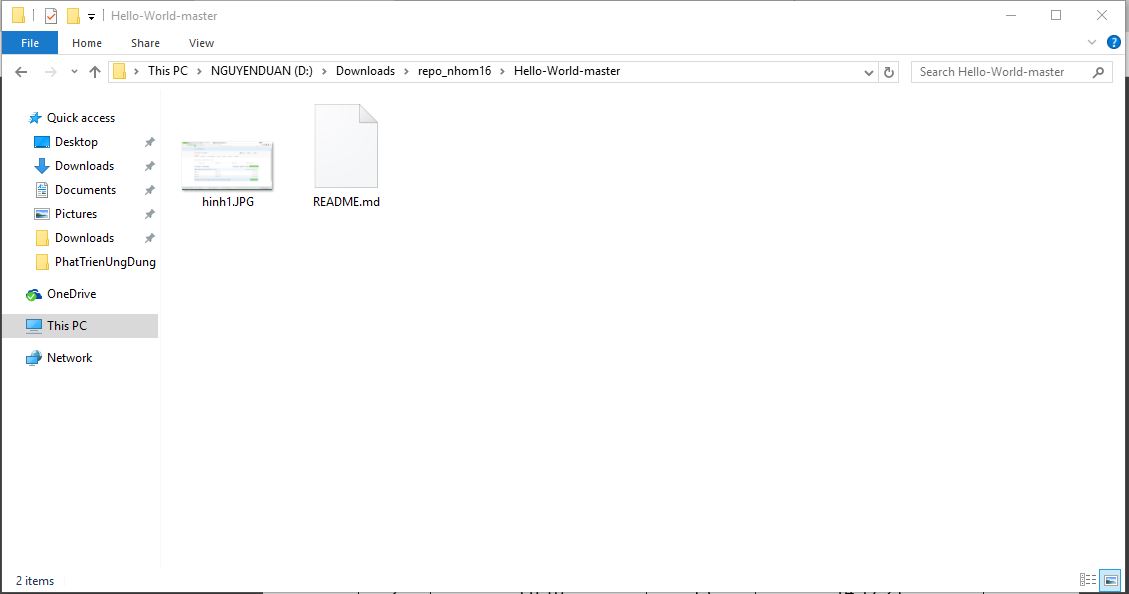 Hello-World-master
File Home Share View
This PC NGUYENDUAN (D:) Downloads repo_nhom16 Hello-World-master
Search Hello-World-master
Quick access
Desktop
Downloads
Documents
Pictures
Downloads
PhatTrienUngDung
OneDrive
This PC
Network
hinh1.JPG README.md
2 items